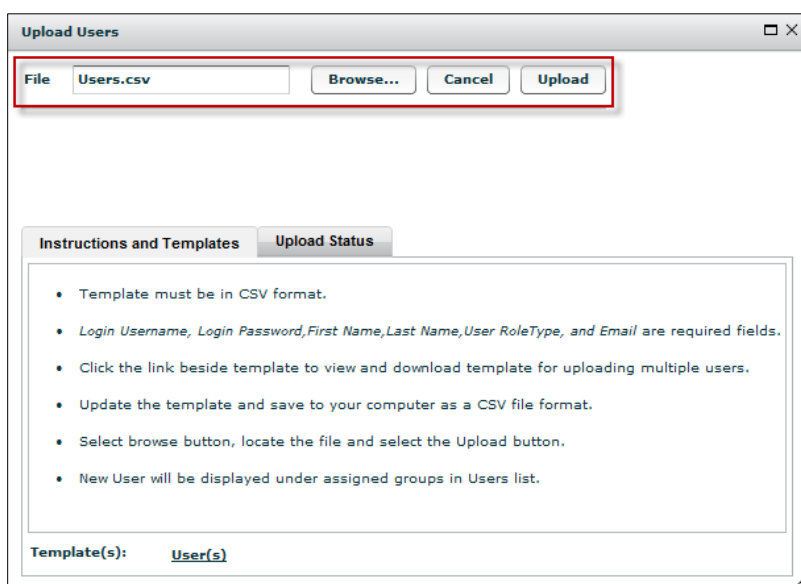 Upload Users
File Users.csv Browse... Cancel Upload
Instructions and Templates Upload Status
• Template must be in CSV format.
• Login Username, Login Password,First Name,Last Name,User RoleType, and Email are required fields.
• Click the link beside template to view and download template for uploading multiple users.
• Update the template and save to your computer as a CSV file format.
• Select browse button, locate the file and select the Upload button.
• New User will be displayed under assigned groups in Users list.
Template(s): User(s)